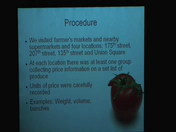 Procedure
We visited farmer's markets and nearby
supermarkets and four locations: 175th street,
207th street, 135th street and Union Square
At each location there was at least one group
collecting price information on a set list of
produce
Units of price were carefully
recorded
Examples: Weight, volume,
bunches